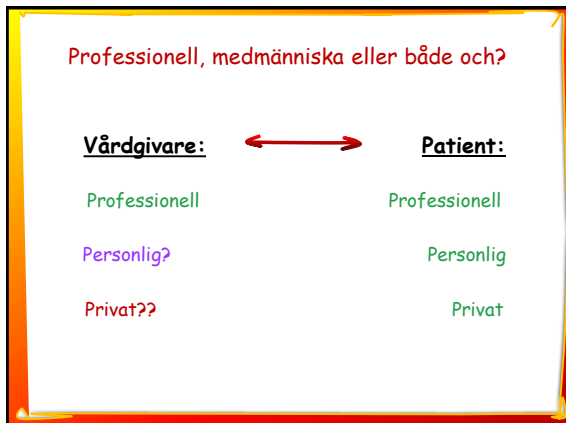 Professionell, medmänniska eller både och?
Vårdgivare: Patient:
Professionell Professionell
Personlig? Personlig
Privat?? Privat